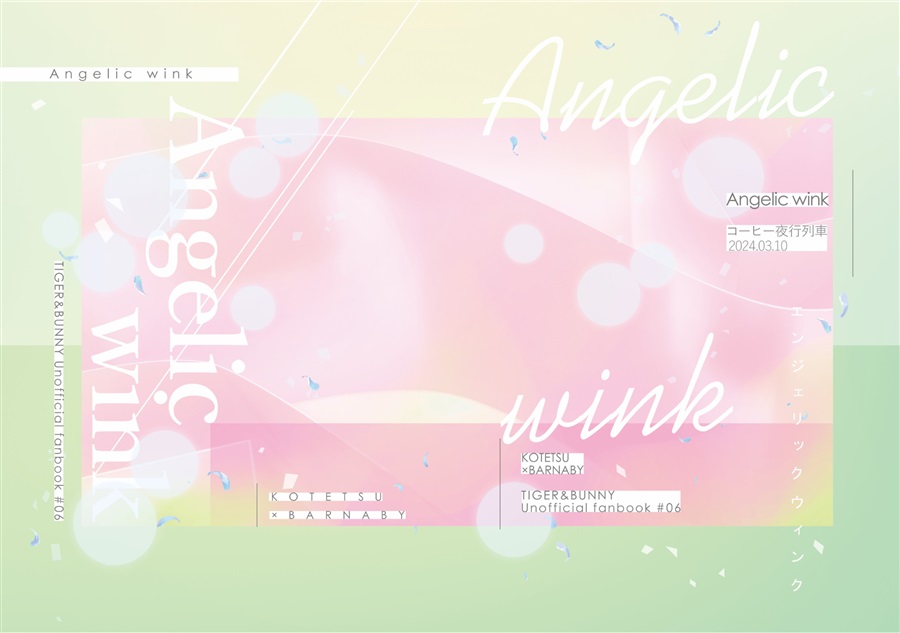 Angelic wink
Angelic
wink
TIGER&BUNNY Unofficial fanbook #06
KOTETSU
×BARNABY
Angelic
wink
Angelic wink
コーヒー夜行列車
2024.03.10
エンジェリックウィンク
KOTETSU
×BARNABY
TIGER&BUNNY
Unofficial fanbook #06